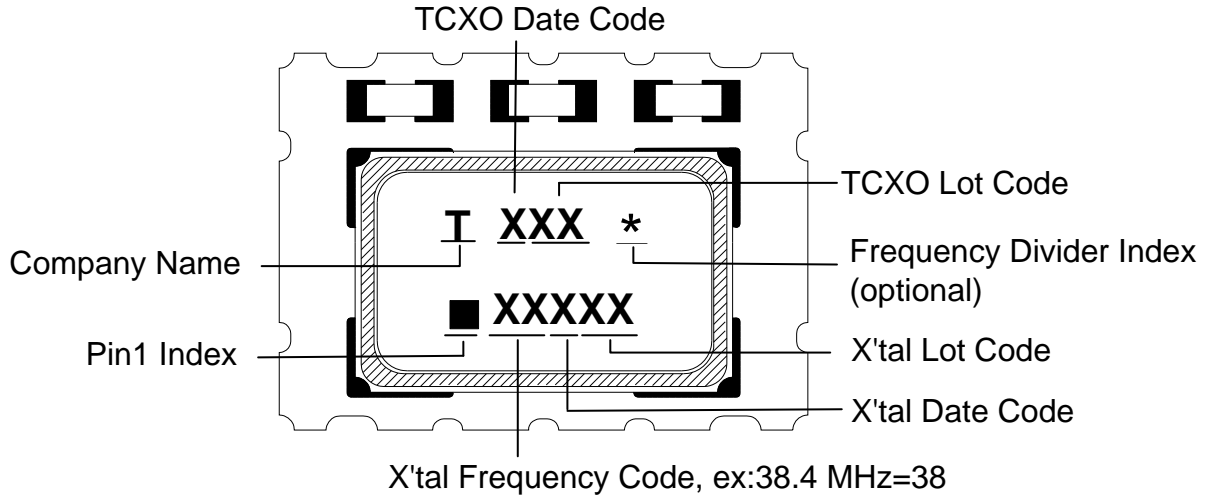 TCXO Date Code
TCXO Lot Code
T XXX *
Company Name
Frequency Divider Index
(optional)
■ XXXXX
Pin1 Index
X'tal Lot Code
X'tal Date Code
X'tal Frequency Code, ex:38.4 MHz=38